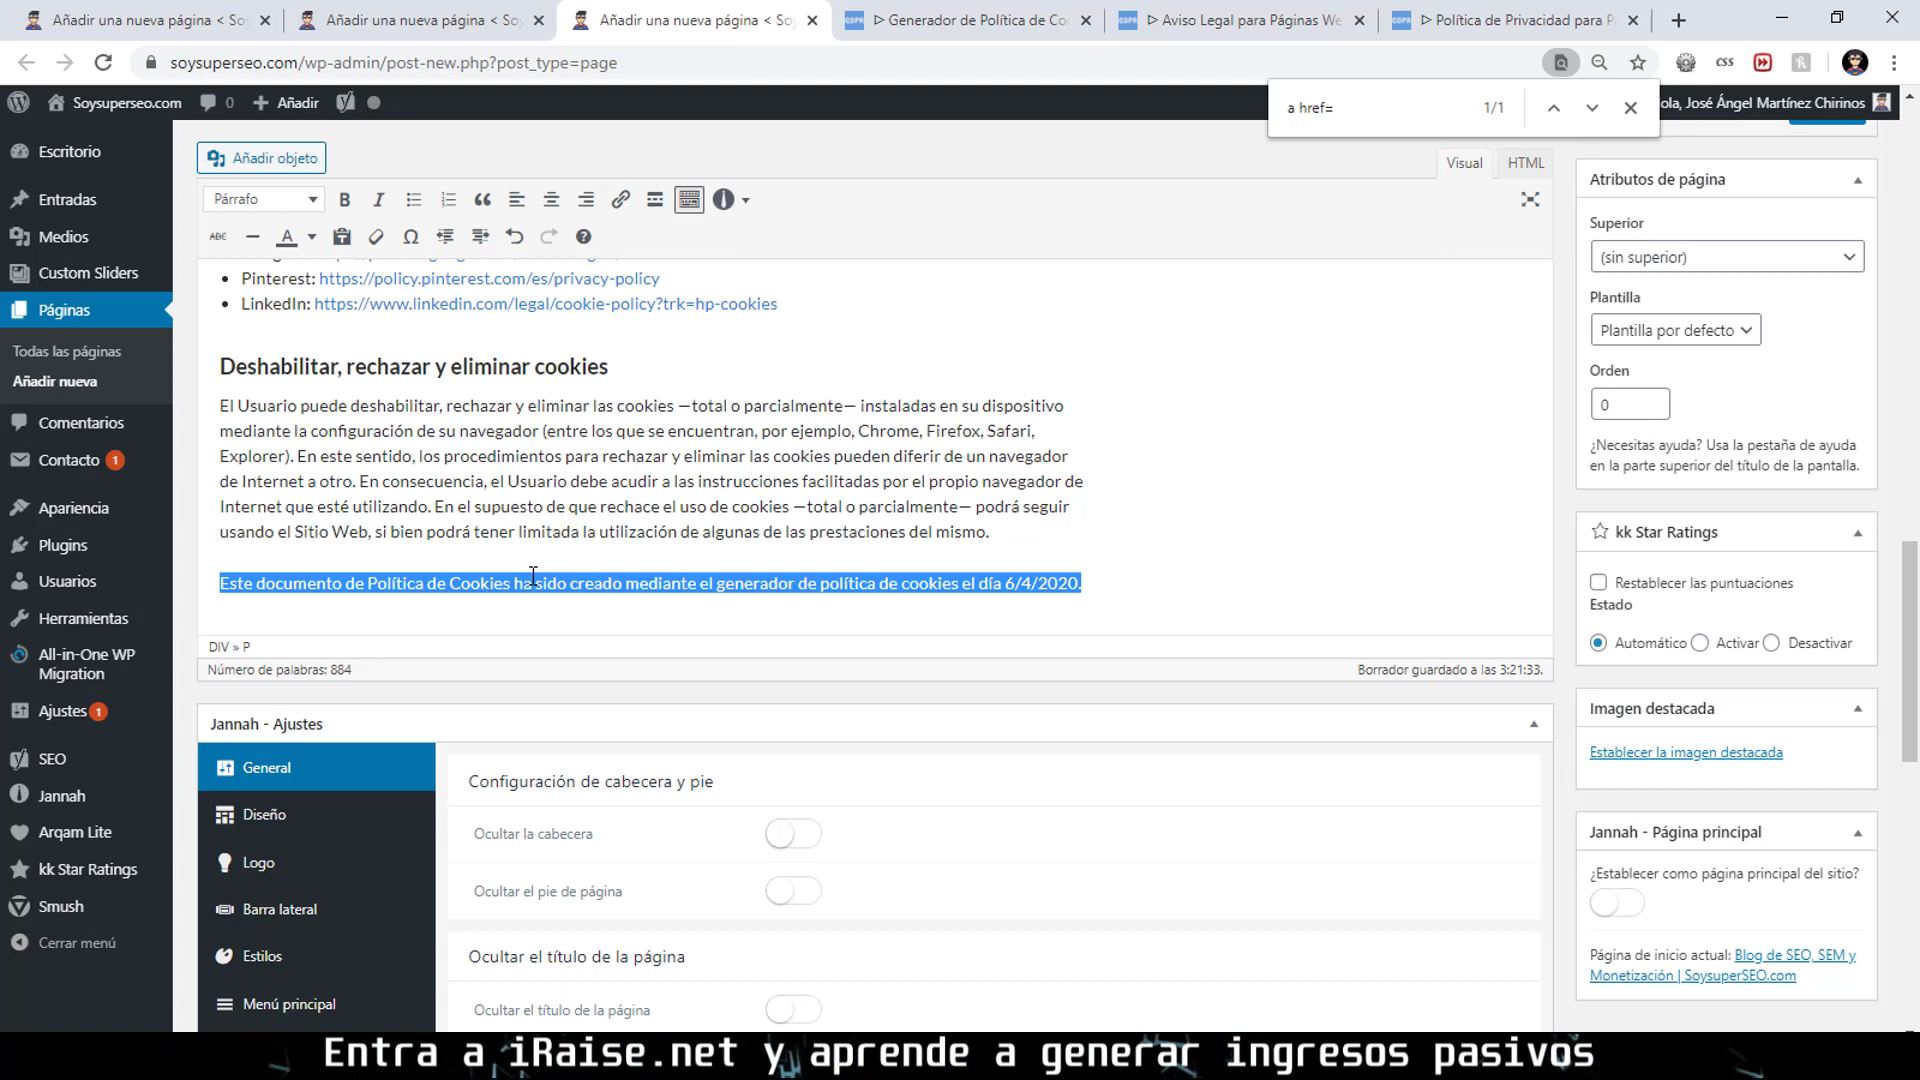 Añadir una nueva página < Soy
Añadir una nueva página < Soy
Añadir una nueva página < So
ᐅ Generador de Política de Co
ᐅ Aviso Legal para Páginas We
ᐅ Política de Privacidad para P
soysuperseo.com/wp-admin/post-new.php?post_type=page
css
Soysuperseo.com
0
Añadir
a href=
1/1
ola, José Ángel Martínez Chirinos
Escritorio
Entradas
Medios
Custom Sliders
Páginas
Todas las páginas
Añadir nueva
Comentarios
Contacto 1
Apariencia
Plugins
Usuarios
Herramientas
All-in-One WP
Migration
Ajustes 1
SEO
Jannah
Arqam Lite
kk Star Ratings
Smush
Cerrar menú
Añadir objeto
Visual
HTML
Párrafo
ABC
Pinterest: https://policy.pinterest.com/es/privacy-policy
LinkedIn: https://www.linkedin.com/legal/cookie-policy?trk=hp-cookies
Deshabilitar, rechazar y eliminar cookies
El Usuario puede deshabilitar, rechazar y eliminar las cookies —total o parcialmente— instaladas en su dispositivo
mediante la configuración de su navegador (entre los que se encuentran, por ejemplo, Chrome, Firefox, Safari,
Explorer). En este sentido, los procedimientos para rechazar y eliminar las cookies pueden diferir de un navegador
de Internet a otro. En consecuencia, el Usuario debe acudir a las instrucciones facilitadas por el propio navegador de
Internet que esté utilizando. En el supuesto de que rechace el uso de cookies —total o parcialmente— podrá seguir
usando el Sitio Web, si bien podrá tener limitada la utilización de algunas de las prestaciones del mismo.
Este documento de Política de Cookies ha sido creado mediante el generador de política de cookies el día 6/4/2020.
DIV » P
Número de palabras: 884
Borrador guardado a las 3:21:33.
Jannah - Ajustes
General
Diseño
Logo
Barra lateral
Estilos
Menú principal
Configuración de cabecera y pie
Ocultar la cabecera
Ocultar el pie de página
Ocultar el título de la página
Ocultar el título de la página
Atributos de página
Superior
(sin superior)
Plantilla
Plantilla por defecto
Orden
0
¿Necesitas ayuda? Usa la pestaña de ayuda
en la parte superior del título de la pantalla.
kk Star Ratings
Restablecer las puntuaciones
Estado
Automático
Activar
Desactivar
Imagen destacada
Establecer la imagen destacada
Jannah - Página principal
¿Establecer como página principal del sitio?
Página de inicio actual: Blog de SEO, SEM y
Monetización | SoysuperSEO.com
Entra a iRaise.net y aprende a generar ingresos pasivos